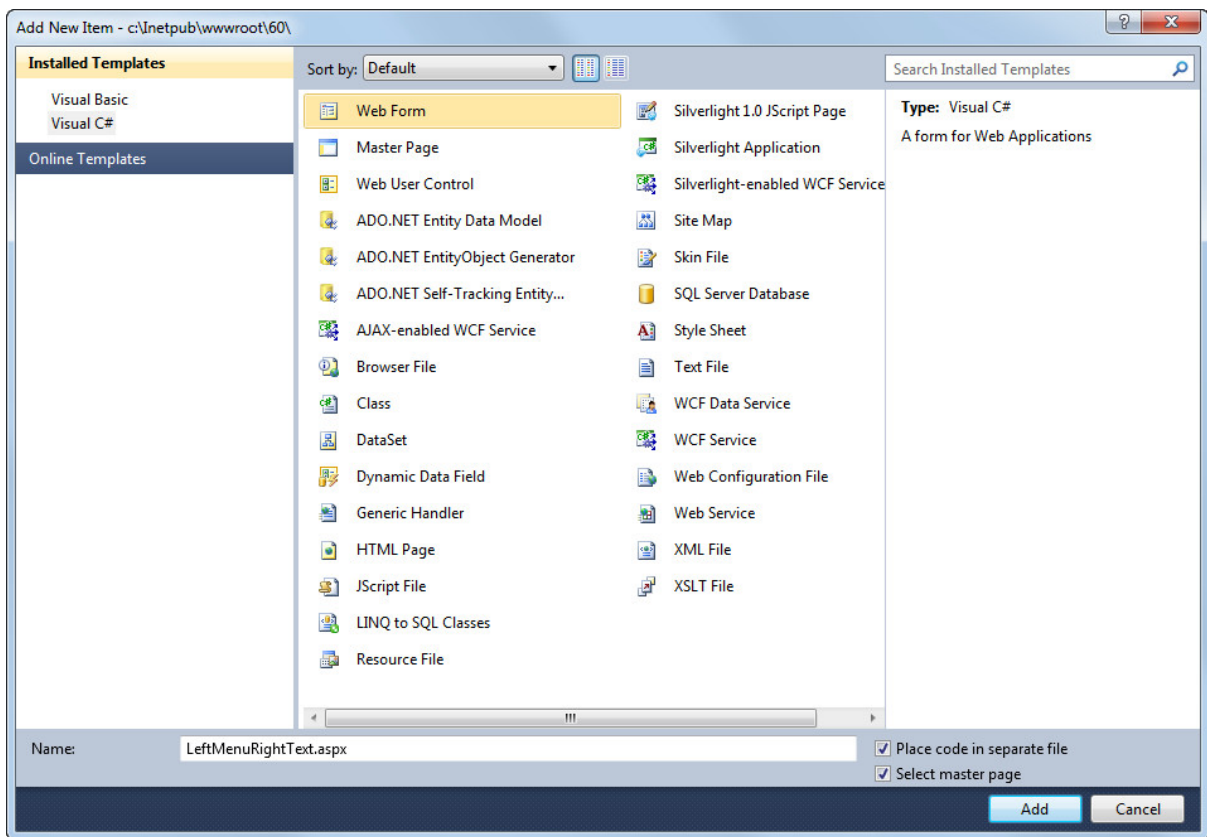 Add New Item - c:\Inetpub\wwwroot\60\
Installed Templates
Visual Basic
Visual C#
Online Templates
Sort by: Default
Search Installed Templates
Web Form
Master Page
Web User Control
ADO.NET Entity Data Model
ADO.NET EntityObject Generator
ADO.NET Self-Tracking Entity...
AJAX-enabled WCF Service
Browser File
Class
DataSet
Dynamic Data Field
Generic Handler
HTML Page
JScript File
LINQ to SQL Classes
Resource File
Silverlight 1.0 JScript Page
Silverlight Application
Silverlight-enabled WCF Service
Site Map
Skin File
SQL Server Database
Style Sheet
Text File
WCF Data Service
WCF Service
Web Configuration File
Web Service
XML File
XSLT File
Type: Visual C#
A form for Web Applications
Name: LeftMenuRightText.aspx
Place code in separate file
Select master page
Add Cancel